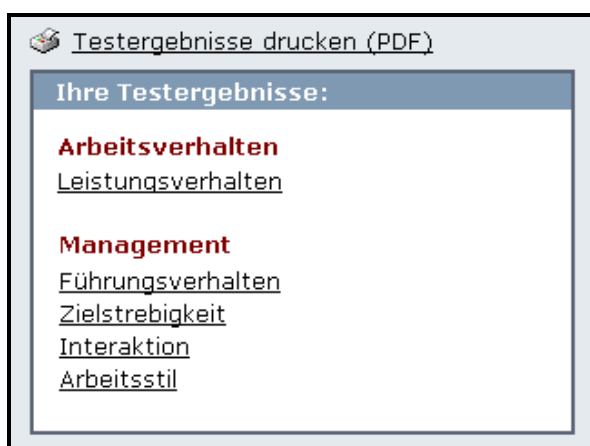 Testergebnisse drucken (PDF)
Ihre Testergebnisse:
Arbeitsverhalten
Leistungsverhalten
Management
Führungsverhalten
Zielstrebigkeit
Interaktion
Arbeitsstil